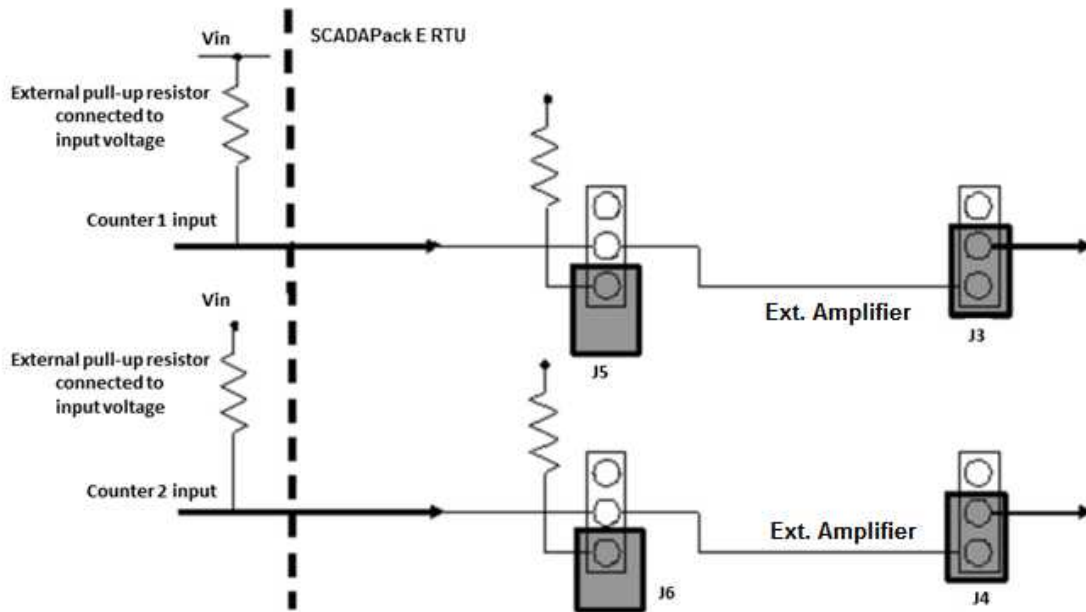 Vin
SCADAPack E RTU
External pull-up resistor
connected to
input voltage
Counter 1 input
Vin
Ext. Amplifier
J3
J5
External pull-up resistor
connected to
input voltage
Counter 2 input
Ext. Amplifier
J6
J4